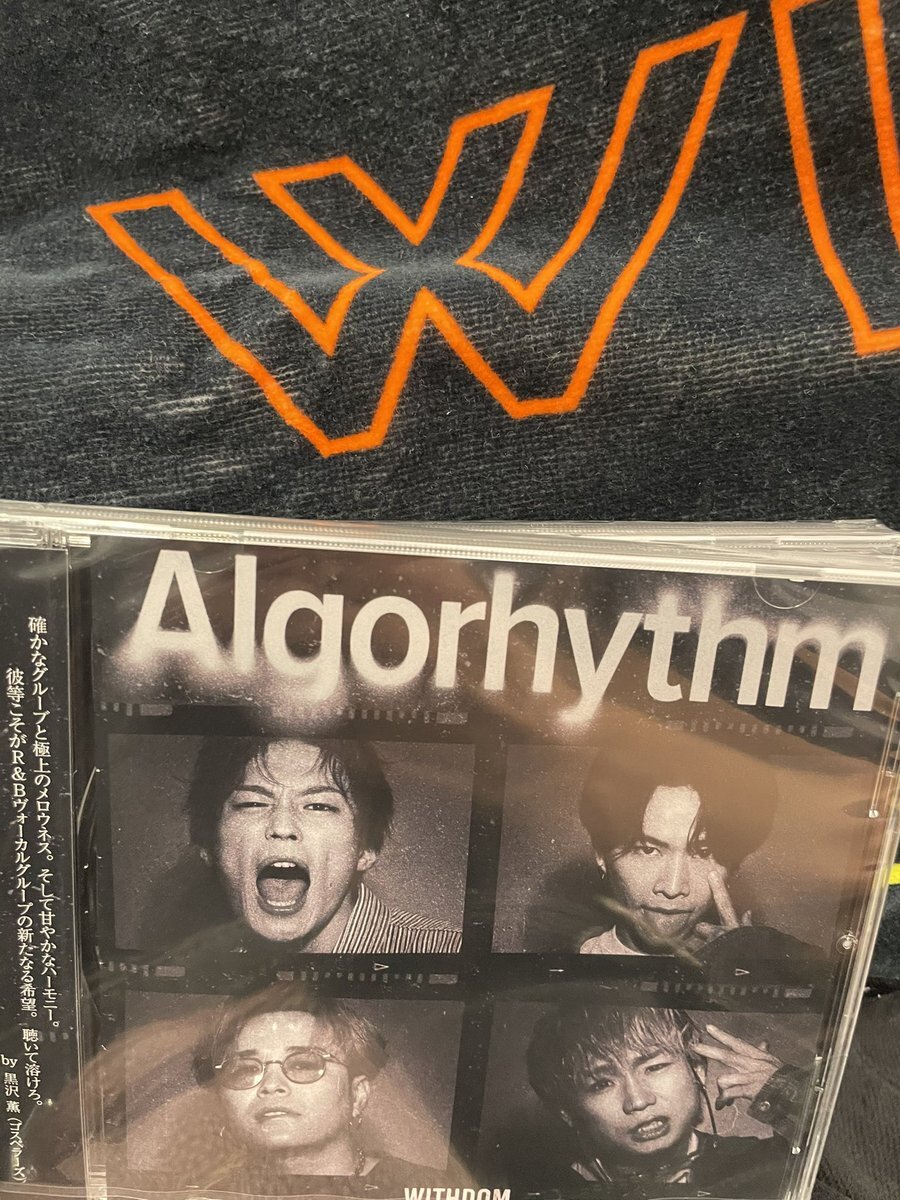 W
Algorhythm
確かなグルーブと極上のメロウネス。そして甘やかなハーモニー。
彼等こそがR&Bヴォーカルグループの新たなる希望。聴いて溶けろ。
by 黒沢 薫(ゴスペラーズ)
WITHDOM